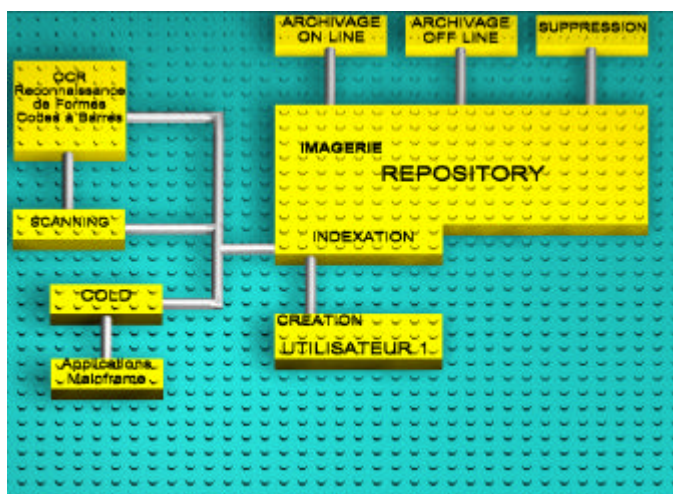 ARCHIVAGE
ON LINE
ARCHIVAGE
OFF LINE
SUPPRESSION
OCR
Reconnaissance
de Formes
Codes à Barres
IMAGERIE
REPOSITORY
SCANNING
INDEXATION
COLD
CREATION
UTILISATEUR 1
Applications
Mainframe